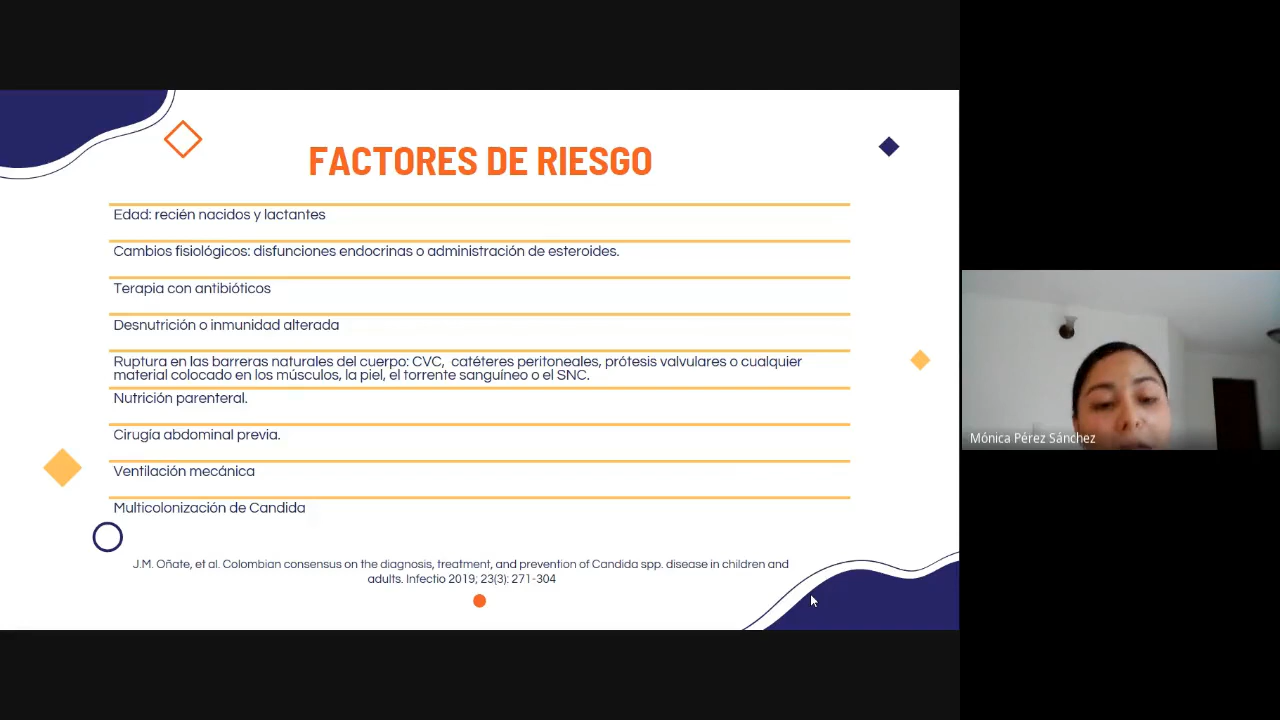 FACTORES DE RIESGO
Edad: recién nacidos y lactantes
Cambios fisiológicos: disfunciones endocrinas o administración de esteroides.
Terapia con antibióticos
Desnutrición o inmunidad alterada
Ruptura en las barreras naturales del cuerpo: CVC, catéteres peritoneales, prótesis valvulares o cualquier
material colocado en los músculos, la piel, el torrente sanguíneo o el SNC.
Nutrición parenteral.
Cirugía abdominal previa.
Ventilación mecánica
Multicolonización de Candida
J.M. Oñate, et al. Colombian consensus on the diagnosis, treatment, and prevention of Candida spp. disease in children and
adults. Infectio 2019; 23(3): 271-304
Mónica Pérez Sánchez